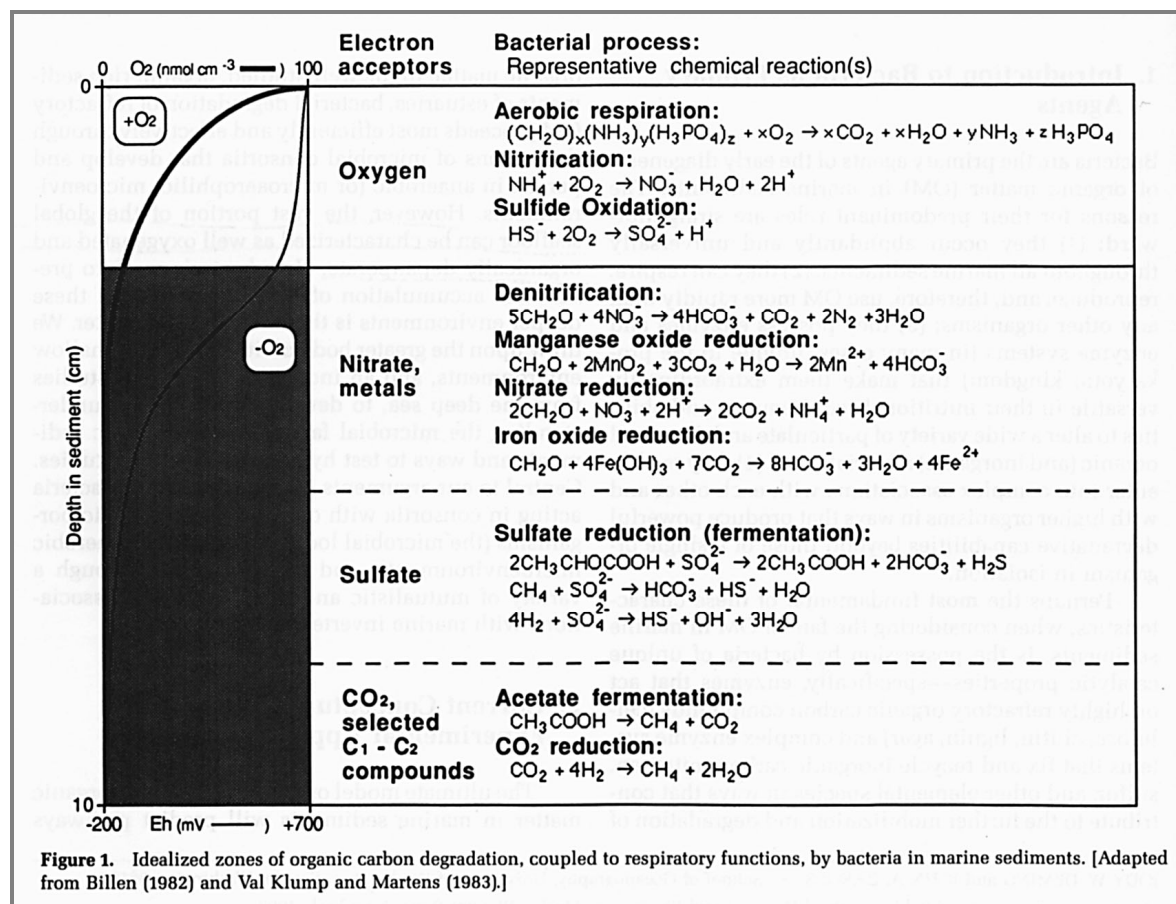 0 O₂ (nmol cm ⁻³ ━━) 100
Electron
acceptors
Bacterial process:
Representative chemical reaction(s)
0
+O₂
Oxygen
Aerobic respiration:
(CH₂O)ₓ(NH₃)y(H₃PO₄)z + xO₂ → xCO₂ + xH₂O + yNH₃ + zH₃PO₄
Nitrification:
NH₄⁺ + 2O₂ → NO₃⁻ + H₂O + 2H⁺
Sulfide Oxidation:
HS⁻ + 2O₂ → SO₄²⁻ + H⁺
-O₂
Depth in sediment (cm)
Nitrate,
metals
Denitrification:
5CH₂O + 4NO₃⁻ → 4HCO₃⁻ + CO₂ + 2N₂ +3H₂O
Manganese oxide reduction:
CH₂O + 2MnO₂ + 3CO₂ + H₂O → 2Mn²⁺ + 4HCO₃⁻
Nitrate reduction:
2CH₂O + NO₃⁻ + 2H⁺ → 2CO₂ + NH₄⁺ + H₂O
Iron oxide reduction:
CH₂O + 4Fe(OH)₃ + 7CO₂ → 8HCO₃⁻ + 3H₂O + 4Fe²⁺
Sulfate
Sulfate reduction (fermentation):
2CH₃CHOCOOH + SO₄²⁻ → 2CH₃COOH + 2HCO₃⁻ + H₂S
CH₄ + SO₄²⁻ → HCO₃⁻ + HS⁻ + H₂O
4H₂ + SO₄²⁻ → HS⁻ + OH⁻ + 3H₂O
CO₂,
selected
C₁ - C₂
compounds
Acetate fermentation:
CH₃COOH → CH₄ + CO₂
CO₂ reduction:
CO₂ + 4H₂ → CH₄ + 2H₂O
10
-200 Eh (mV ──) +700
Figure 1. Idealized zones of organic carbon degradation, coupled to respiratory functions, by bacteria in marine sediments. [Adapted
from Billen (1982) and Val Klump and Martens (1983).]